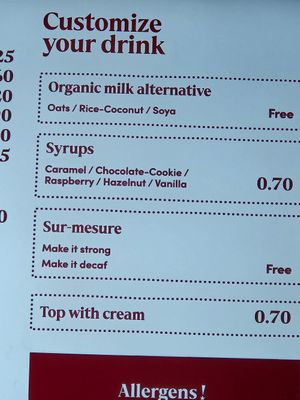 Customize
your drink
Organic milk alternative
Oats / Rice-Coconut / Soya
Free
Syrups
Caramel / Chocolate-Cookie /
Raspberry / Hazelnut / Vanilla
0.70
Sur-mesure
Make it strong
Make it decaf
Free
Top with cream
0.70
Allergens !